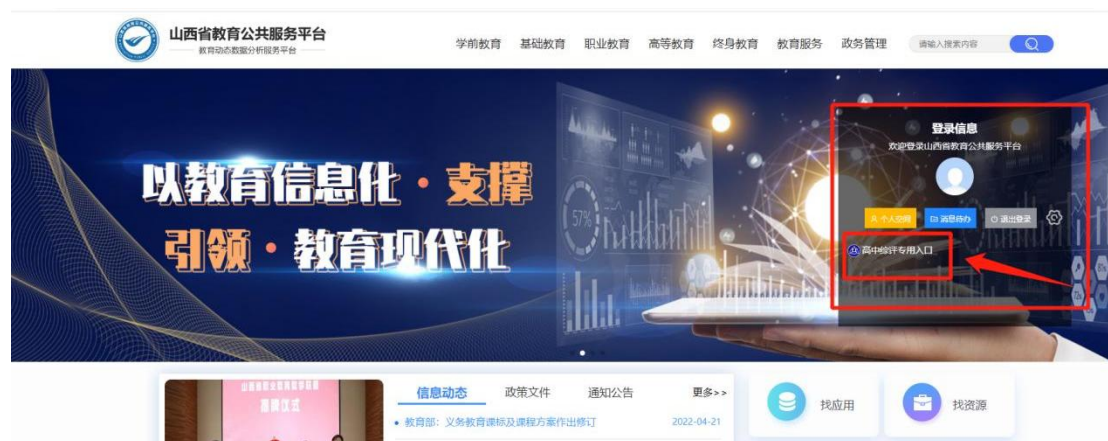 山西省教育公共服务平台
教育动态数据分析服务平台
学前教育 基础教育 职业教育 高等教育 终身教育 教育服务 政务管理
请输入搜索内容
以教育信息化·支撑
引领·教育现代化
57%
登录信息
欢迎登录山西省教育公共服务平台
个人空间 消息待办 退出登录
高中综评专用入口
揭牌仪式
信息动态 政策文件 通知公告 更多>>
教育部：义务教育课标及课程方案作出修订 2022-04-21
找应用 找资源